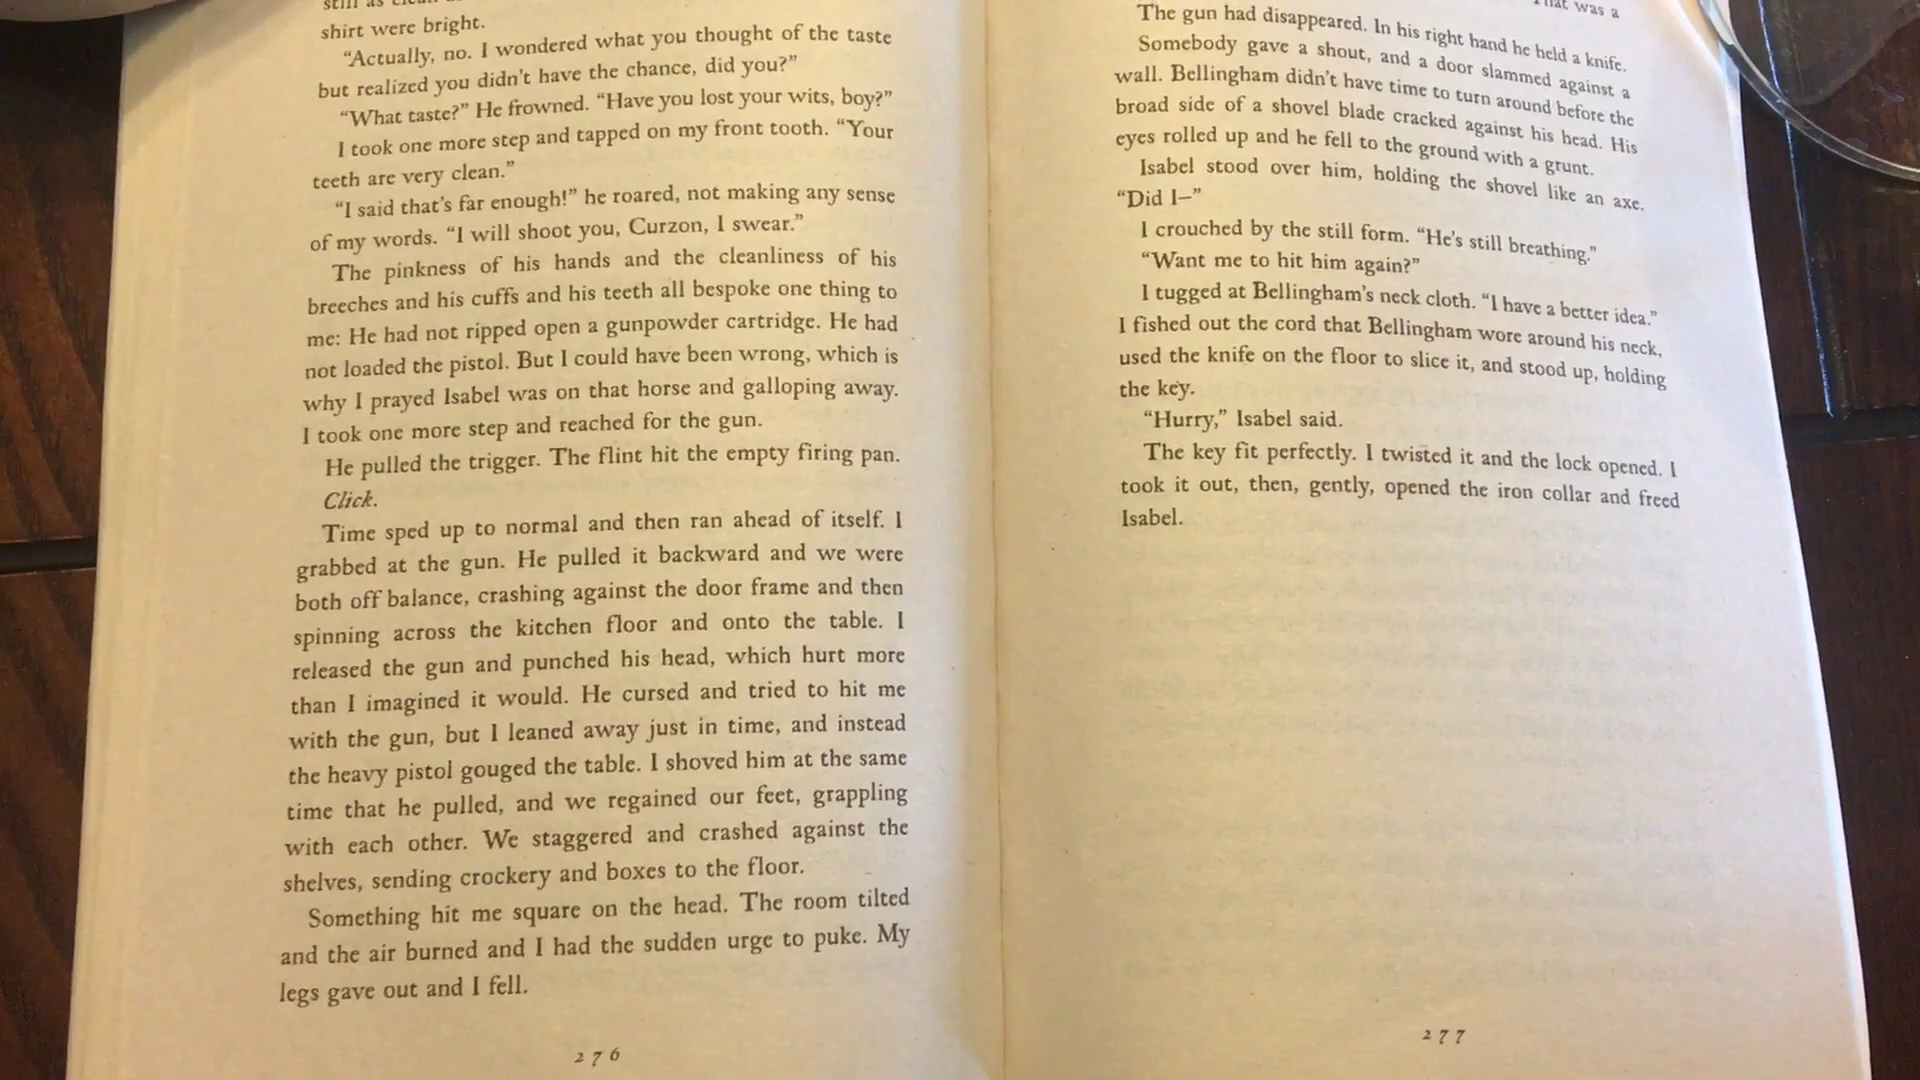 still as clean
shirt were bright.
“Actually, no. I wondered what you thought of the taste
but realized you didn’t have the chance, did you?”
“What taste?” He frowned. “Have you lost your wits, boy?”
I took one more step and tapped on my front tooth. “Your
teeth are very clean.”
“I said that’s far enough!” he roared, not making any sense
of my words. “I will shoot you, Curzon, I swear.”
The pinkness of his hands and the cleanliness of his
breeches and his cuffs and his teeth all bespoke one thing to
me: He had not ripped open a gunpowder cartridge. He had
not loaded the pistol. But I could have been wrong, which is
why I prayed Isabel was on that horse and galloping away.
I took one more step and reached for the gun.
He pulled the trigger. The flint hit the empty firing pan.
Click.
Time sped up to normal and then ran ahead of itself. I
grabbed at the gun. He pulled it backward and we were
both off balance, crashing against the door frame and then
spinning across the kitchen floor and onto the table. I
released the gun and punched his head, which hurt more
than I imagined it would. He cursed and tried to hit me
with the gun, but I leaned away just in time, and instead
the heavy pistol gouged the table. I shoved him at the same
time that he pulled, and we regained our feet, grappling
with each other. We staggered and crashed against the
shelves, sending crockery and boxes to the floor.
Something hit me square on the head. The room tilted
and the air burned and I had the sudden urge to puke. My
legs gave out and I fell.
276
That was a
The gun had disappeared. In his right hand he held a knife.
Somebody gave a shout, and a door slammed against a
wall. Bellingham didn’t have time to turn around before the
broad side of a shovel blade cracked against his head. His
eyes rolled up and he fell to the ground with a grunt.
Isabel stood over him, holding the shovel like an axe.
“Did I—”
I crouched by the still form. “He’s still breathing.”
“Want me to hit him again?”
I tugged at Bellingham’s neck cloth. “I have a better idea.”
I fished out the cord that Bellingham wore around his neck,
used the knife on the floor to slice it, and stood up, holding
the key.
“Hurry,” Isabel said.
The key fit perfectly. I twisted it and the lock opened. I
took it out, then, gently, opened the iron collar and freed
Isabel.
277